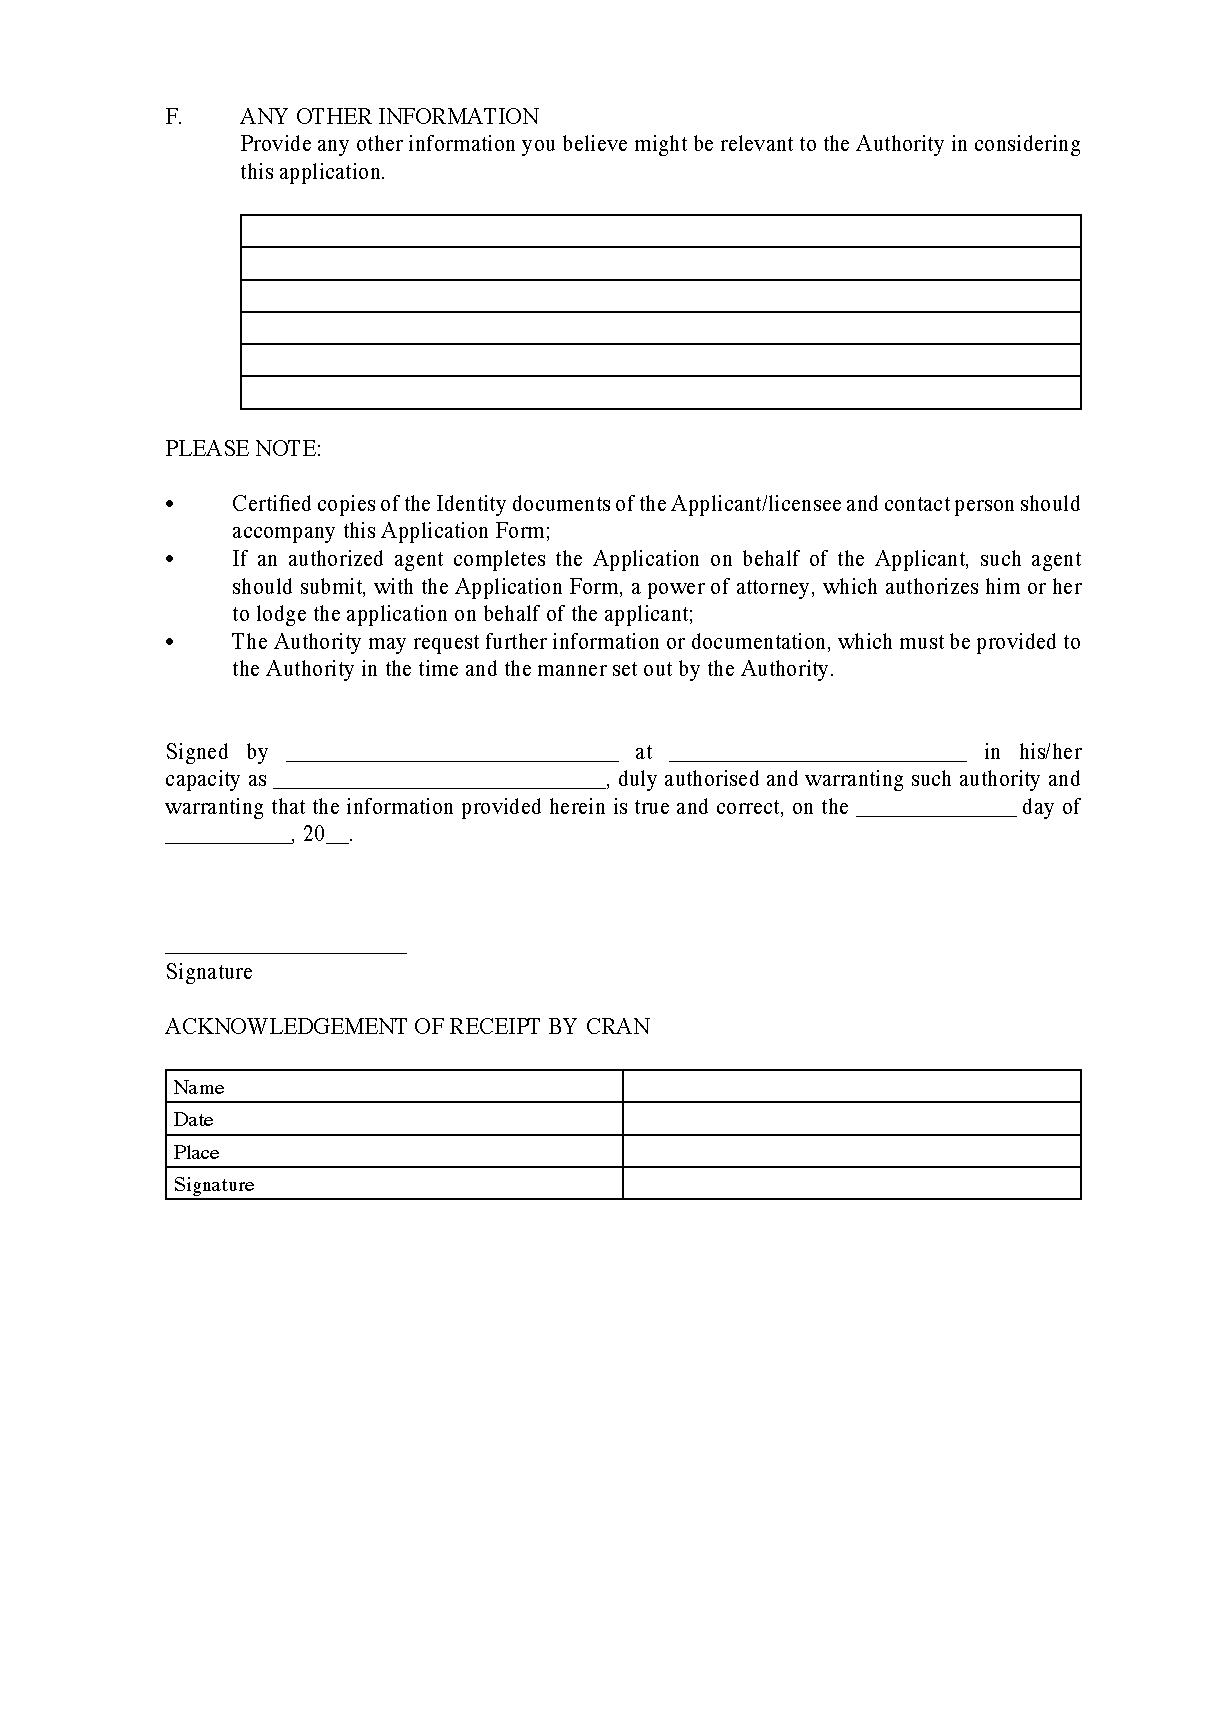 F. ANY OTHER INFORMATION
Provide any other information you believe might be relevant to the Authority in considering
this application.
PLEASE NOTE:
• Certified copies of the Identity documents of the Applicant/licensee and contact person should
accompany this Application Form;
• If an authorized agent completes the Application on behalf of the Applicant, such agent
should submit, with the Application Form, a power of attorney, which authorizes him or her
to lodge the application on behalf of the applicant;
• The Authority may request further information or documentation, which must be provided to
the Authority in the time and the manner set out by the Authority.
Signed by _____________________________ at __________________________ in his/her
capacity as _____________________________, duly authorised and warranting such authority and
warranting that the information provided herein is true and correct, on the ______________ day of
___________, 20__.
_____________________
Signature
ACKNOWLEDGEMENT OF RECEIPT BY CRAN
Name
Date
Place
Signature